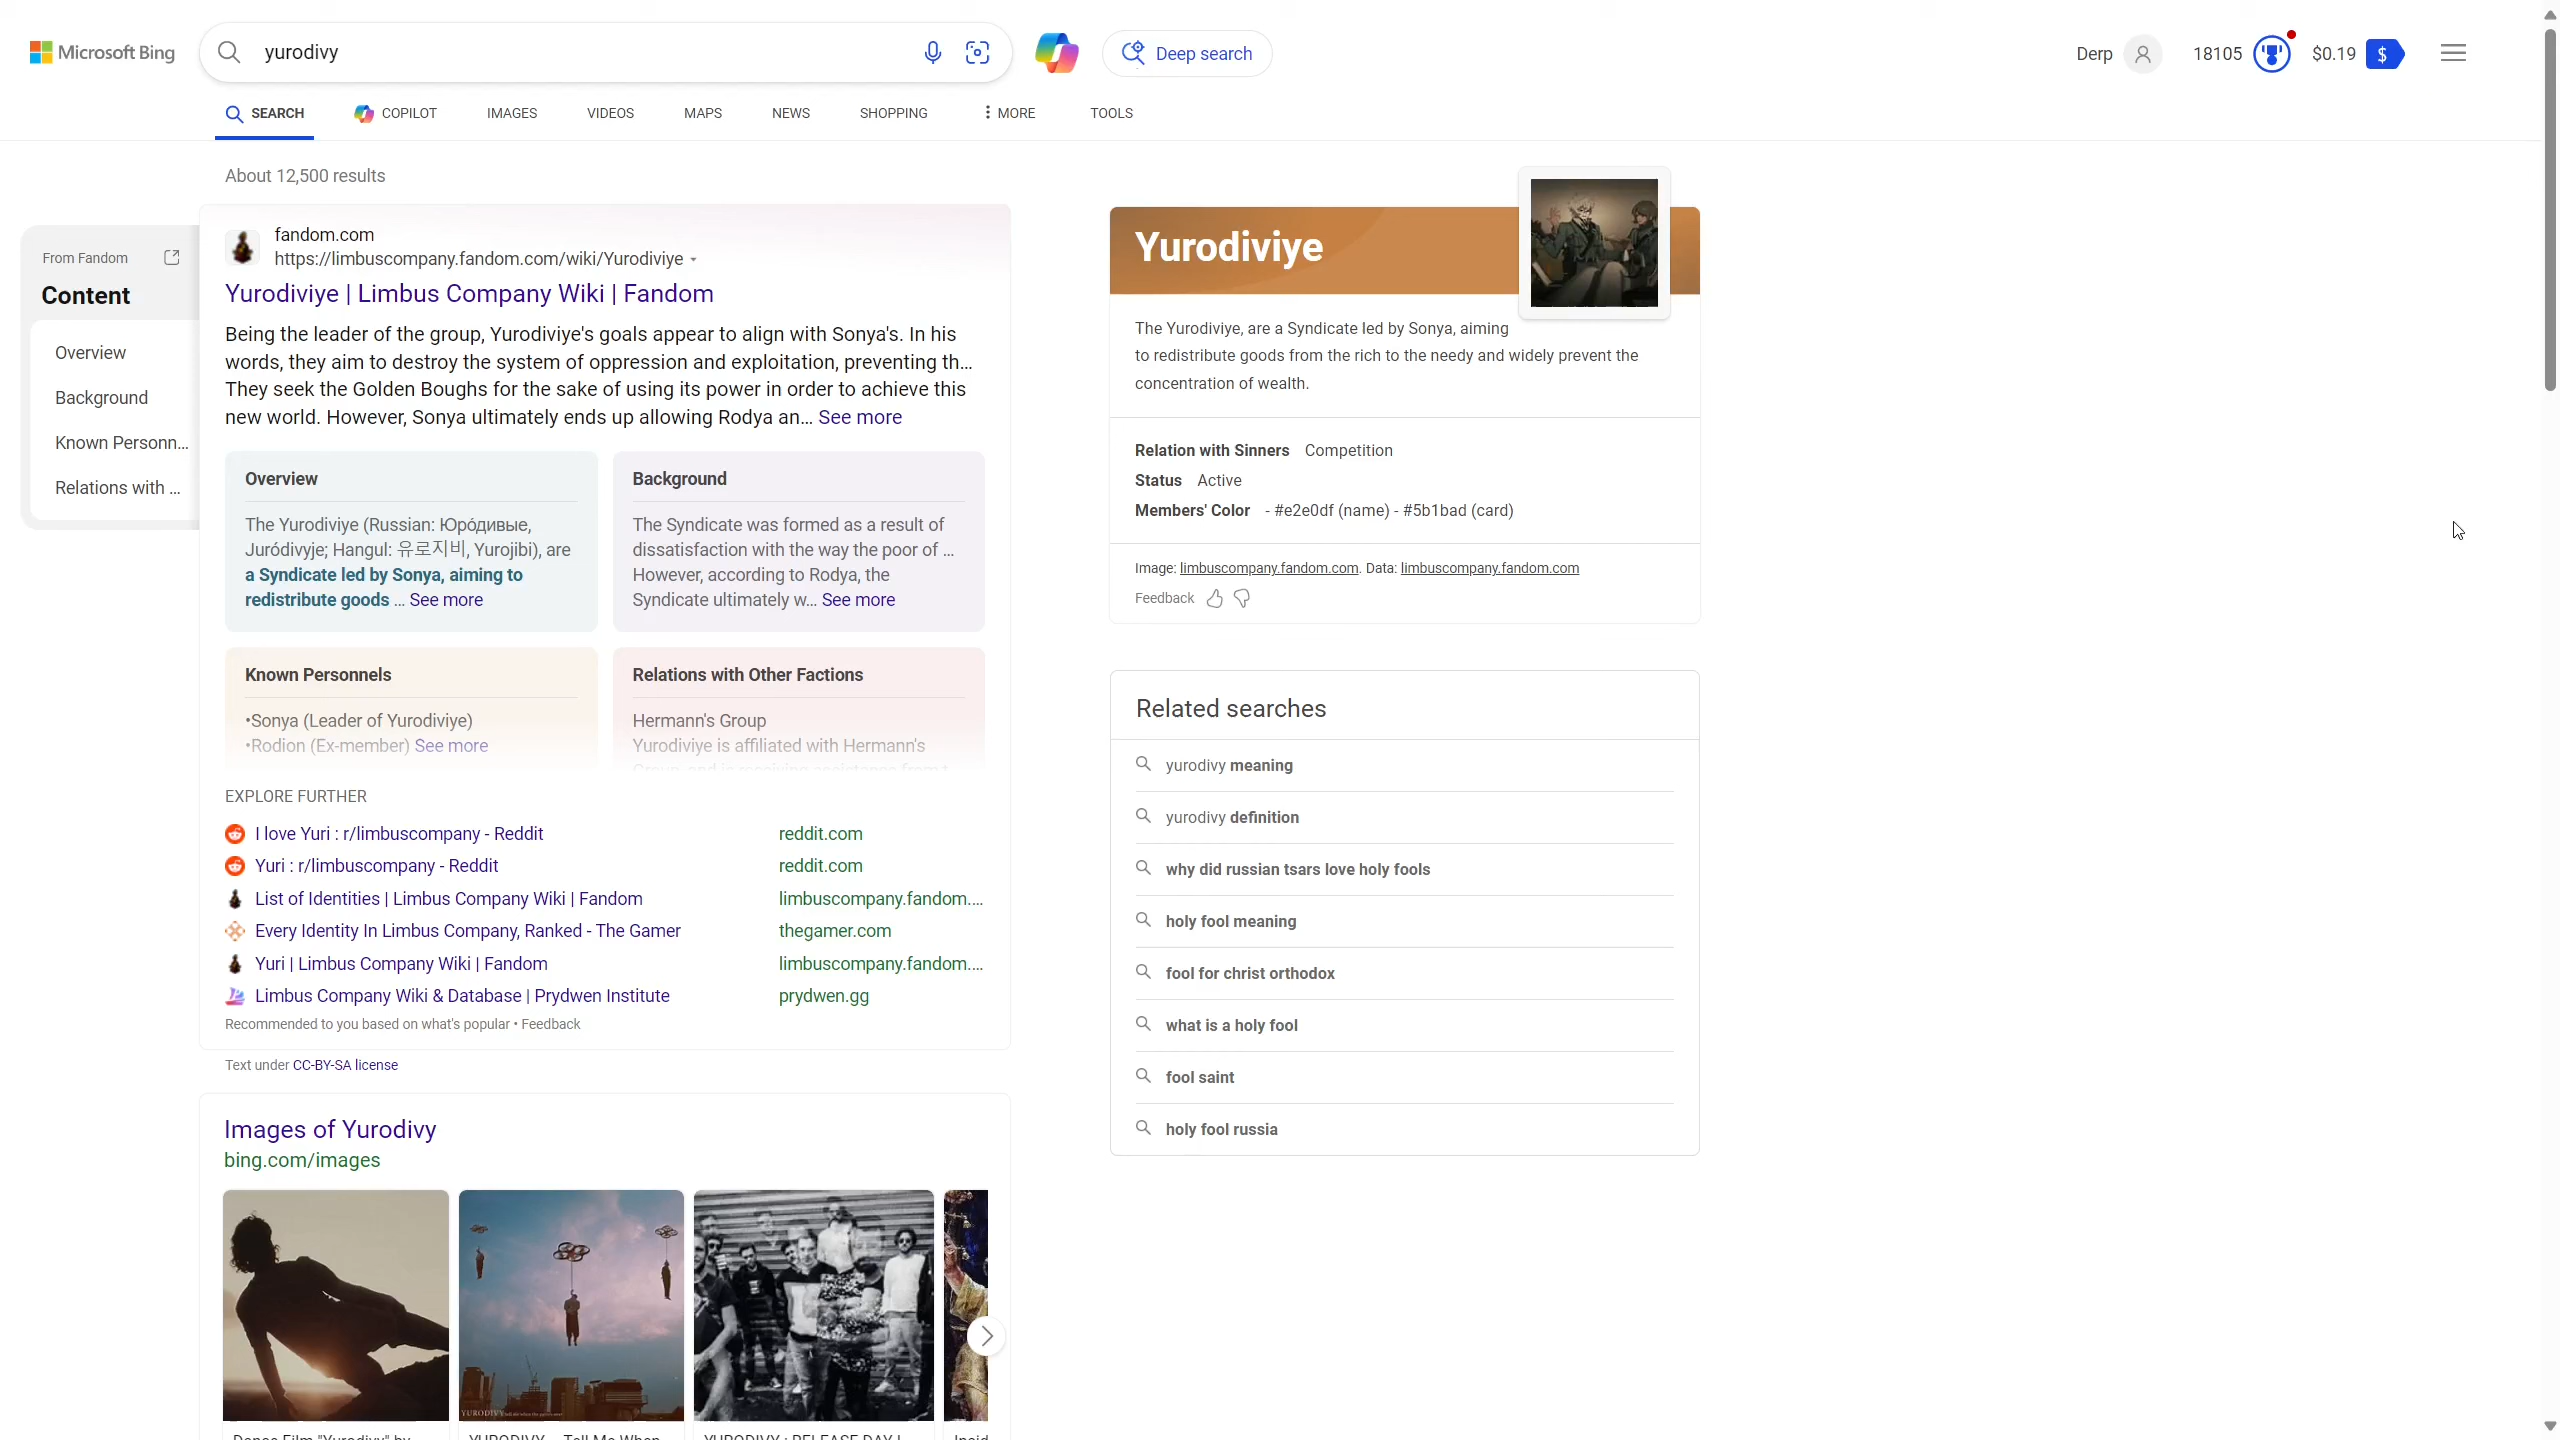 Microsoft Bing
yurodivy
Deep search
Derp
18105
$0.19
$
SEARCH
COPILOT
IMAGES
VIDEOS
MAPS
NEWS
SHOPPING
MORE
TOOLS
About 12,500 results
From Fandom
Content
Overview
Background
Known Personn...
Relations with ...
fandom.com
https://limbuscompany.fandom.com/wiki/Yurodiviye
Yurodiviye | Limbus Company Wiki | Fandom
Being the leader of the group, Yurodiviye's goals appear to align with Sonya's. In his
words, they aim to destroy the system of oppression and exploitation, preventing th...
They seek the Golden Boughs for the sake of using its power in order to achieve this
new world. However, Sonya ultimately ends up allowing Rodya an... See more
Overview
The Yurodiviye (Russian: Юро́дивые,
Juródivyje; Hangul: 유로지비, Yurojibi), are
a Syndicate led by Sonya, aiming to
redistribute goods ... See more
Background
The Syndicate was formed as a result of
dissatisfaction with the way the poor of ...
However, according to Rodya, the
Syndicate ultimately w... See more
Known Personnels
•Sonya (Leader of Yurodiviye)
•Rodion (Ex-member) See more
Relations with Other Factions
Hermann's Group
Yurodiviye is affiliated with Hermann's
EXPLORE FURTHER
I love Yuri : r/limbuscompany - Reddit reddit.com
Yuri : r/limbuscompany - Reddit reddit.com
List of Identities | Limbus Company Wiki | Fandom limbuscompany.fandom....
Every Identity In Limbus Company, Ranked - The Gamer thegamer.com
Yuri | Limbus Company Wiki | Fandom limbuscompany.fandom....
Limbus Company Wiki & Database | Prydwen Institute prydwen.gg
Recommended to you based on what's popular • Feedback
Text under CC-BY-SA license
Images of Yurodivy
bing.com/images
YURODIVY
Yurodiviye
The Yurodiviye, are a Syndicate led by Sonya, aiming
to redistribute goods from the rich to the needy and widely prevent the
concentration of wealth.
Relation with Sinners Competition
Status Active
Members' Color - #e2e0df (name) - #5b1bad (card)
Image: limbuscompany.fandom.com. Data: limbuscompany.fandom.com
Feedback
Related searches
yurodivy meaning
yurodivy definition
why did russian tsars love holy fools
holy fool meaning
fool for christ orthodox
what is a holy fool
fool saint
holy fool russia